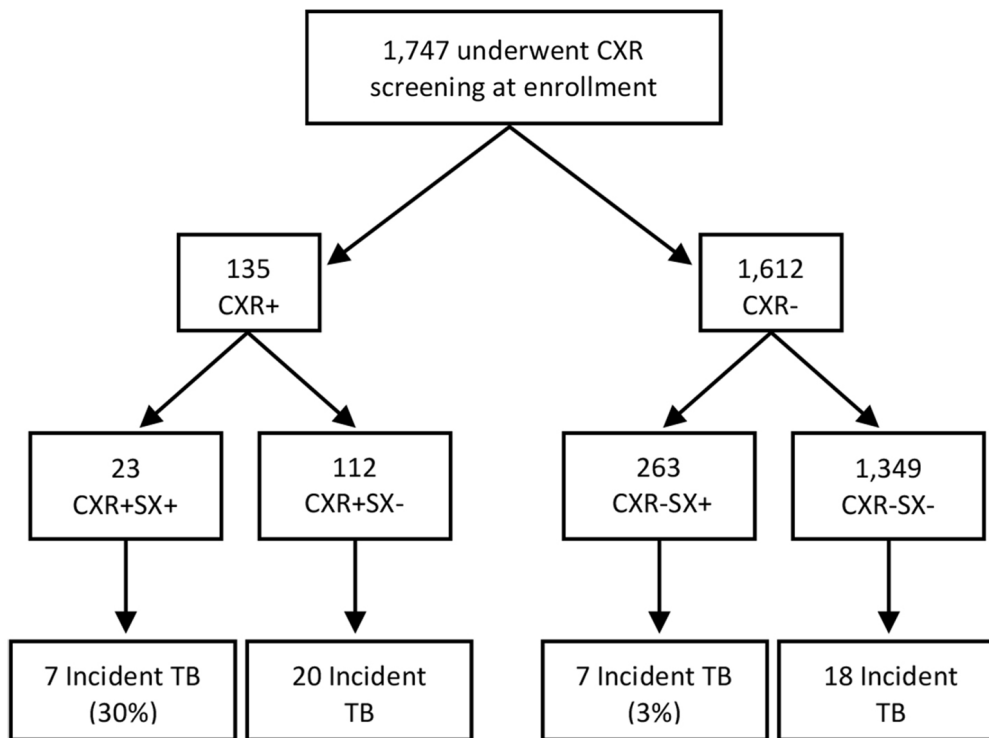 1,747 underwent CXR
screening at enrollment
135
CXR+
1,612
CXR-
23
CXR+SX+
112
CXR+SX-
263
CXR-SX+
1,349
CXR-SX-
7 Incident TB
(30%)
20 Incident
TB
7 Incident TB
(3%)
18 Incident
TB